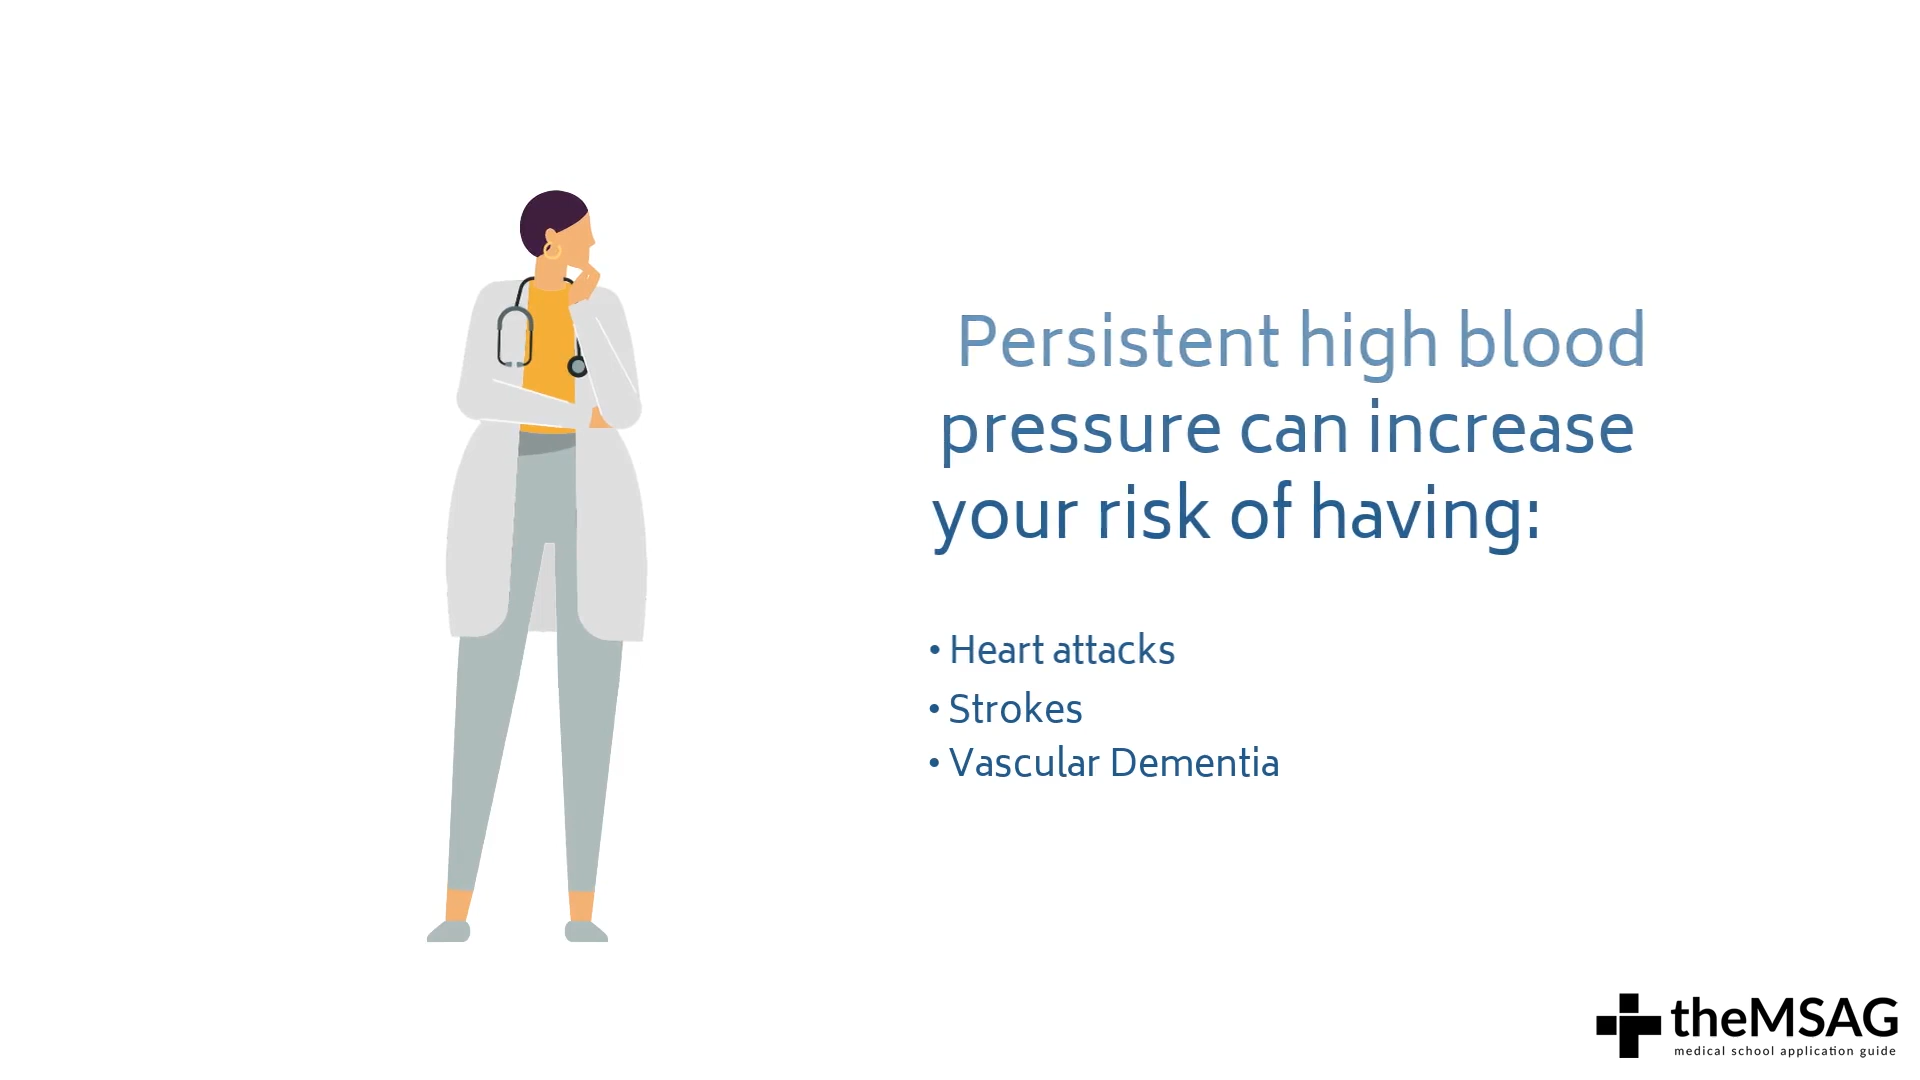 Persistent high blood
pressure can increase
your risk of having:
• Heart attacks
• Strokes
• Vascular Dementia
theMSAG
medical school application guide